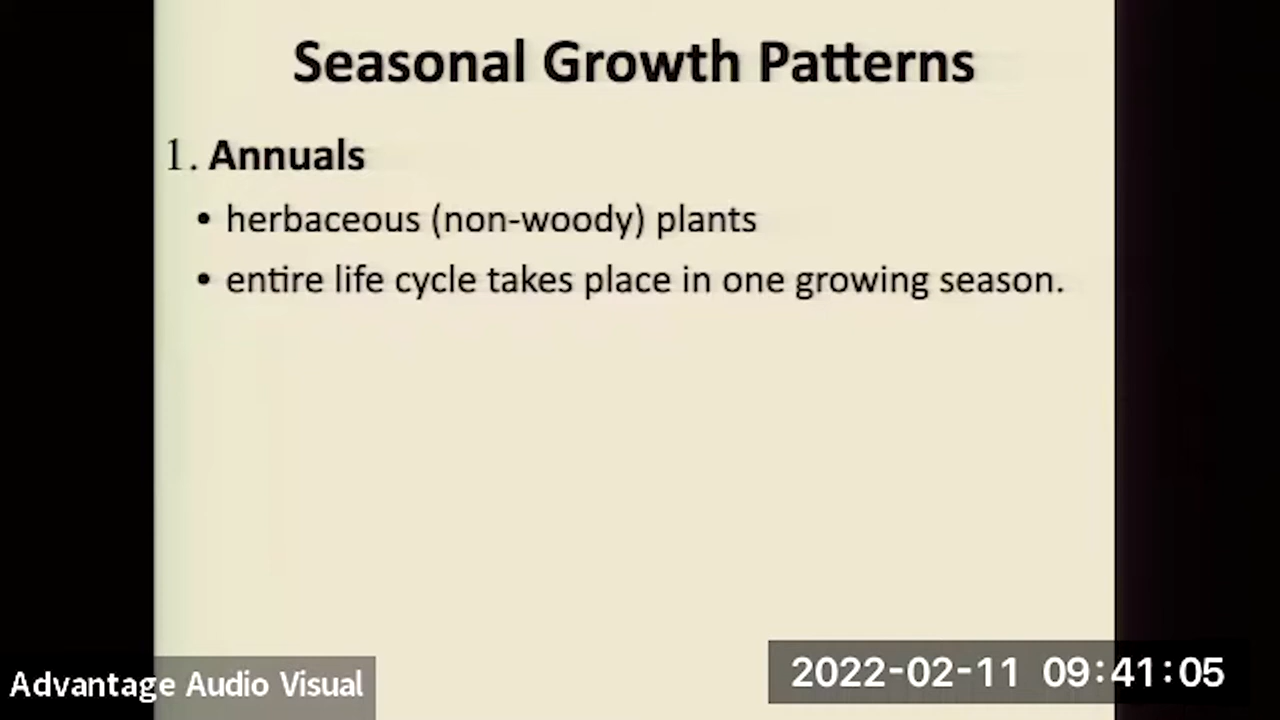 Seasonal Growth Patterns
1. Annuals
• herbaceous (non-woody) plants
• entire life cycle takes place in one growing season.
Advantage Audio Visual
2022-02-11 09:41:05